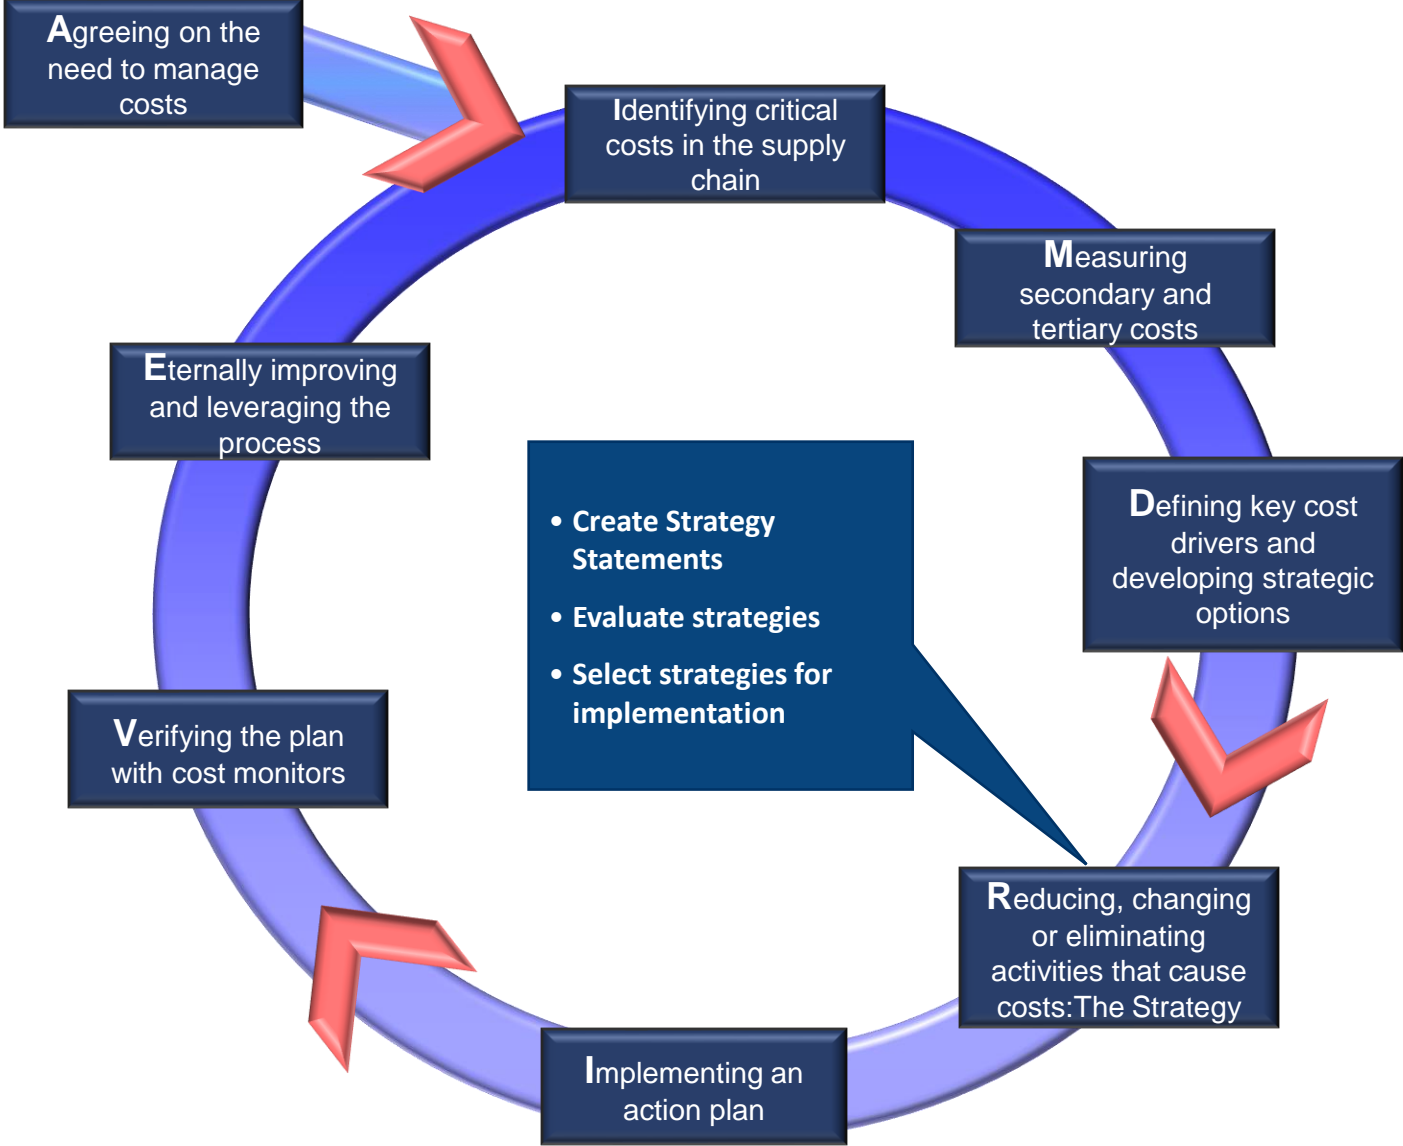 Agreeing on the
need to manage
costs
Identifying critical
costs in the supply
chain
Measuring
secondary and
tertiary costs
Defining key cost
drivers and
developing strategic
options
Reducing, changing
or eliminating
activities that cause
costs:The Strategy
Implementing an
action plan
Verifying the plan
with cost monitors
Eternally improving
and leveraging the
process
• Create Strategy
Statements
• Evaluate strategies
• Select strategies for
implementation